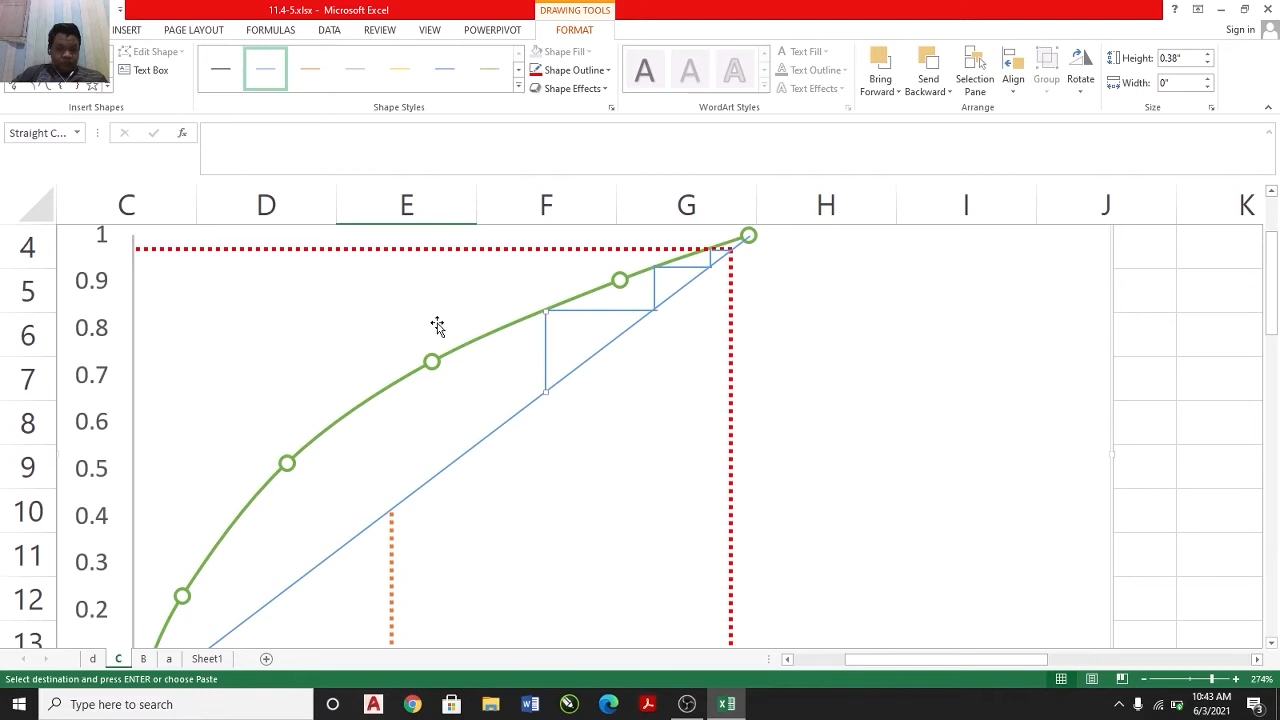 11.4-5.xlsx - Microsoft Excel
DRAWING TOOLS
?
INSERT PAGE LAYOUT FORMULAS DATA REVIEW VIEW POWERPIVOT FORMAT Sign in
Edit Shape
Text Box
Insert Shapes
Shape Fill
Shape Outline
Shape Effects
Shape Styles
A A A
Text Fill
Text Outline
Text Effects
WordArt Styles
Bring Forward
Send Backward
Selection Pane
Align
Group
Rotate
Arrange
Height: 0.38"
Width: 0"
Size
Straight C...
fx
C D E F G H I J K
4
5
6
7
8
9
10
11
12
13
1
0.9
0.8
0.7
0.6
0.5
0.4
0.3
0.2
d C B a Sheet1
Select destination and press ENTER or choose Paste
274%
Type here to search
10:43 AM
6/3/2021